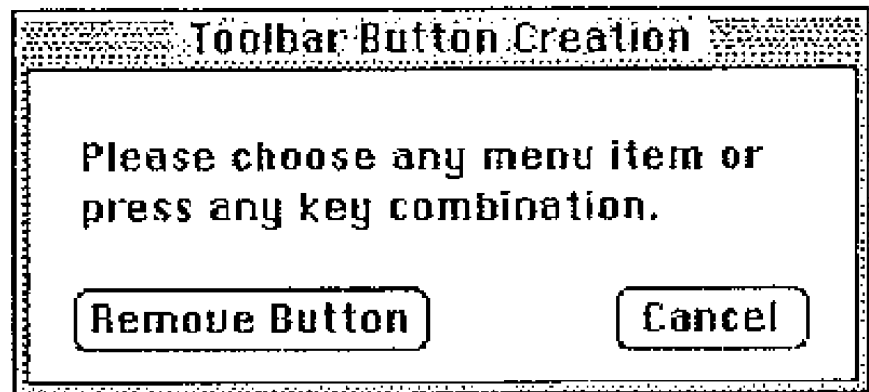 Toolbar Button Creation
Please choose any menu item or
press any key combination.
Remove Button
Cancel